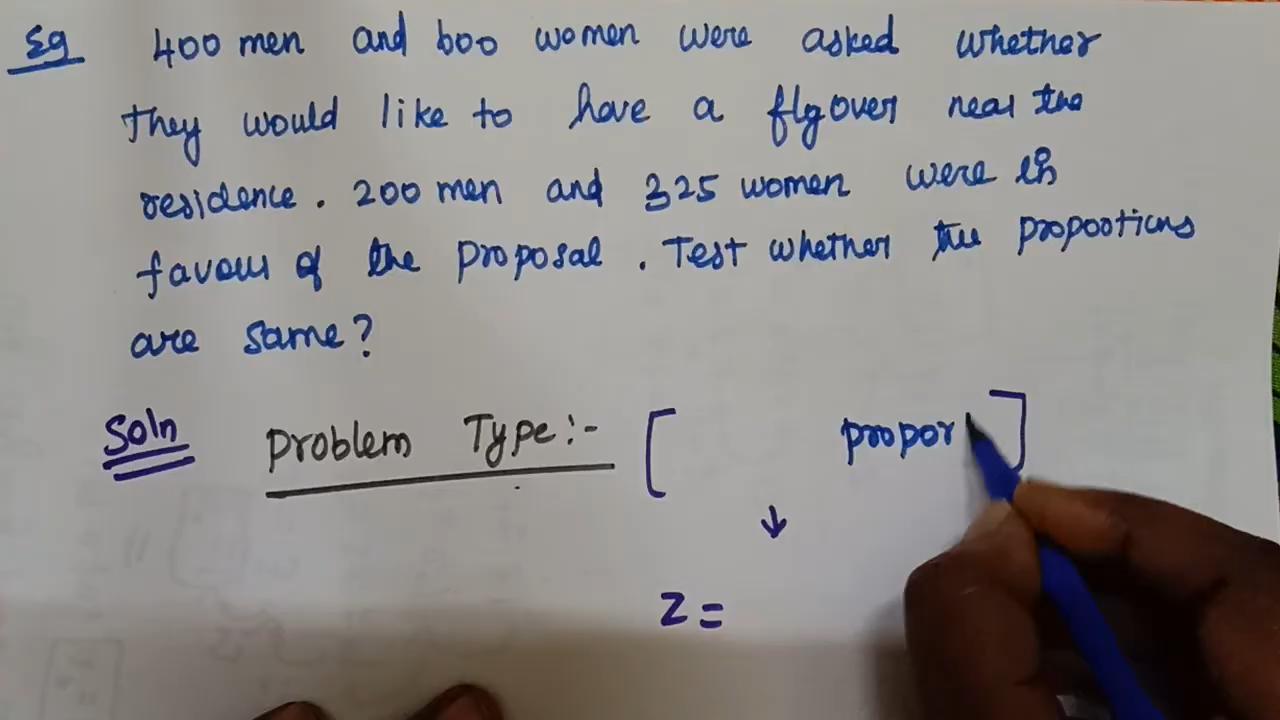 Eg 400 men and 600 women were asked whether
they would like to have a flyover near the
residence. 200 men and 325 women were in
favour of the proposal. Test whether the proportions
are same?
Soln Problem Type:- [ propor ]
↓
Z =